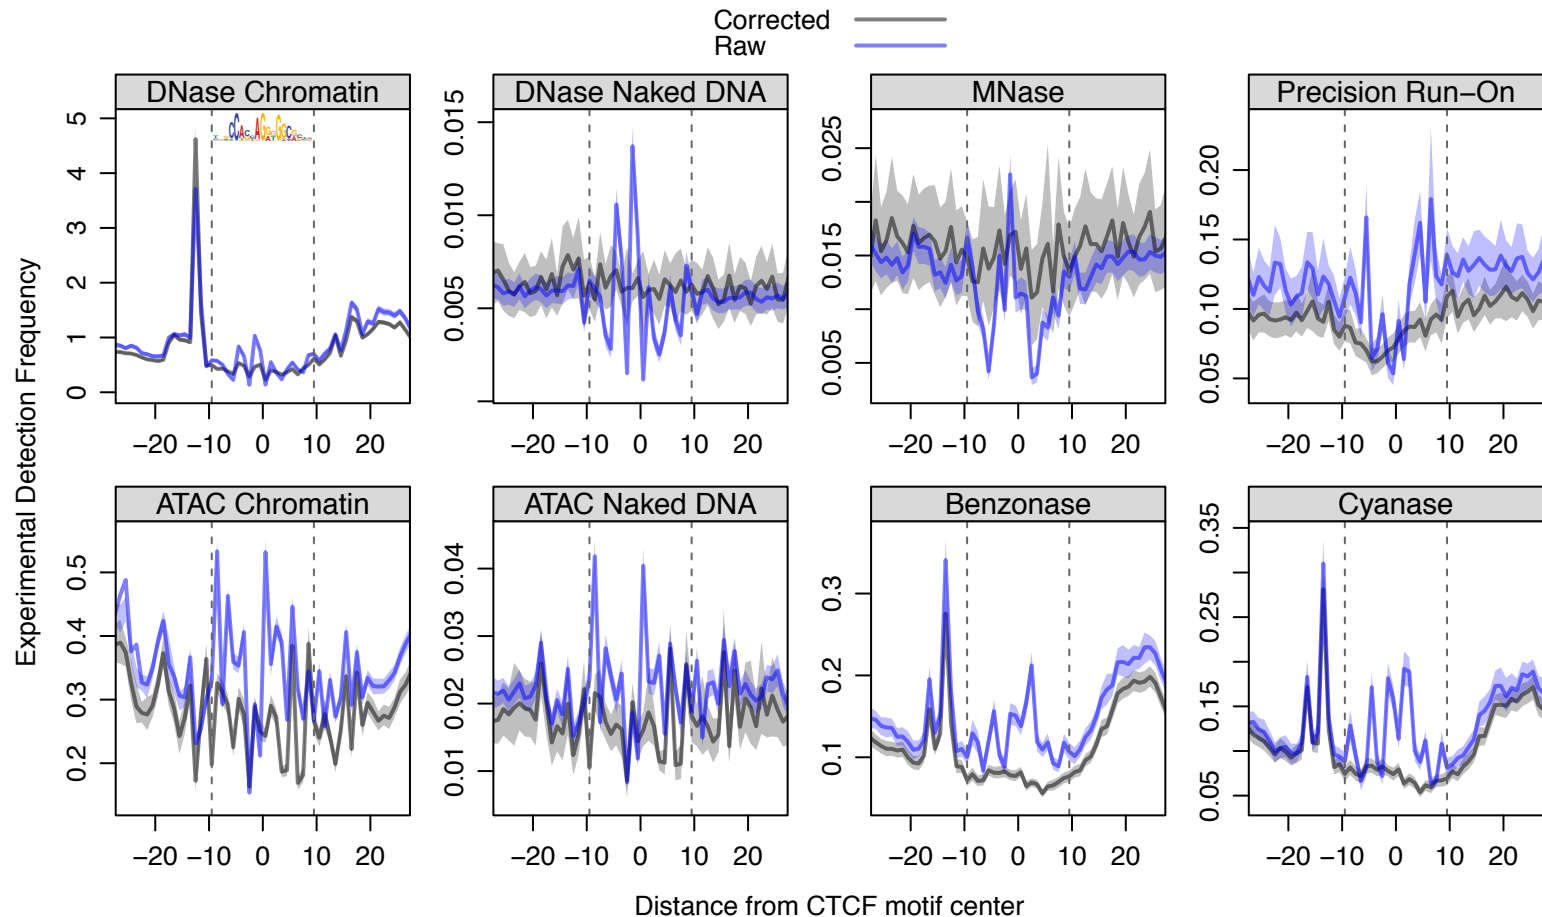 Corrected
Raw
DNase Chromatin
DNase Naked DNA
MNase
Precision Run−On
5
4
3
2
1
0
−20 −10 0 10 20
0.015
0.010
0.005
−20 −10 0 10 20
0.025
0.015
0.005
−20 −10 0 10 20
0.20
0.15
0.10
0.05
−20 −10 0 10 20
Experimental Detection Frequency
ATAC Chromatin
ATAC Naked DNA
Benzonase
Cyanase
0.5
0.4
0.3
0.2
−20 −10 0 10 20
0.04
0.03
0.02
0.01
−20 −10 0 10 20
0.3
0.2
0.1
−20 −10 0 10 20
0.35
0.25
0.15
0.05
−20 −10 0 10 20
Distance from CTCF motif center